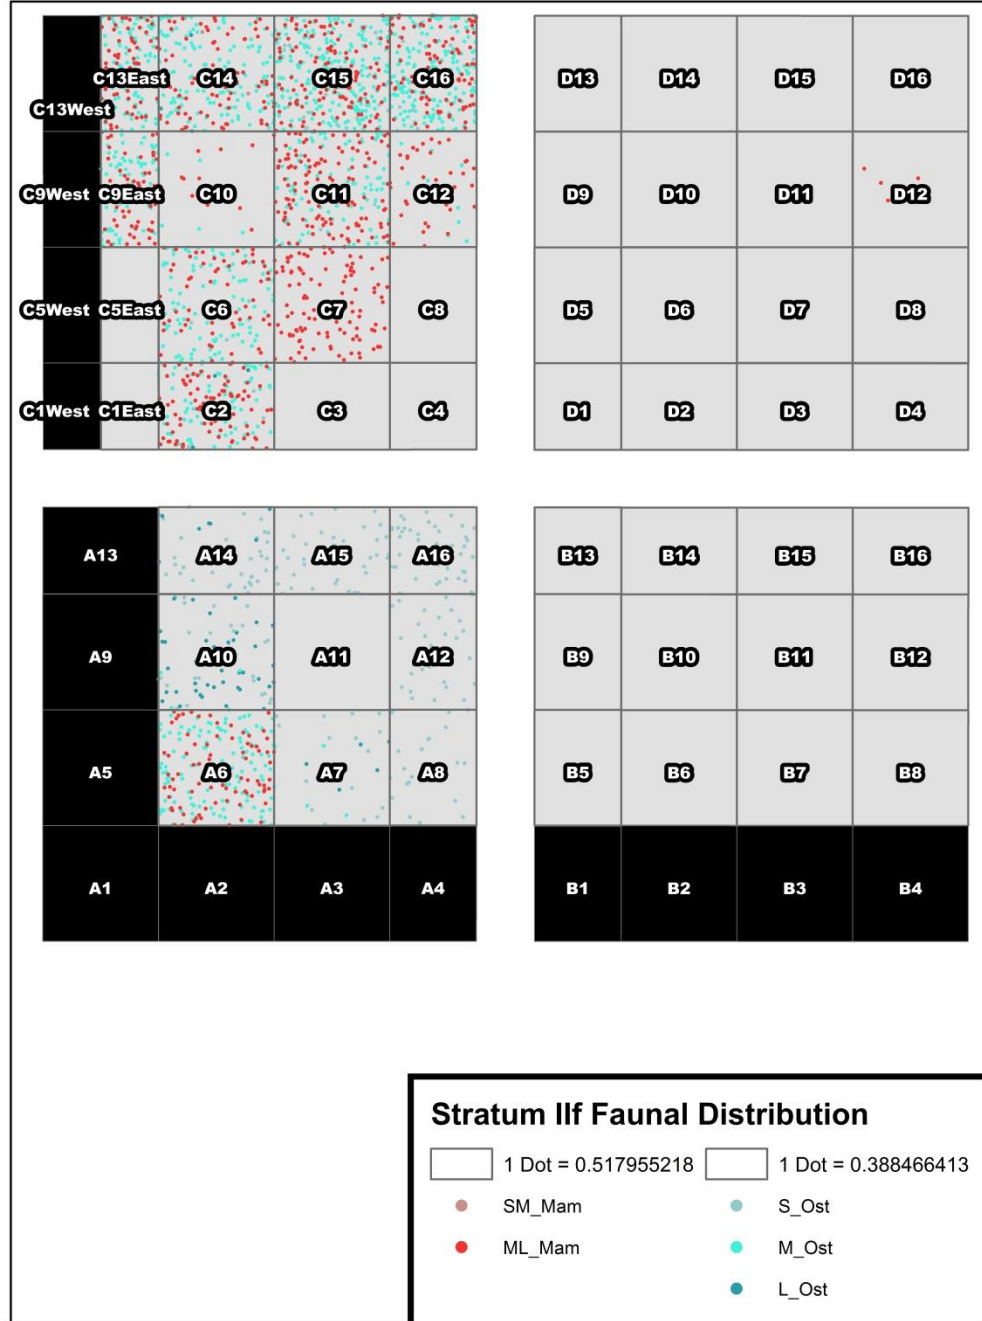 C13East C14 C15 C16 D13 D14 D15 D16
C13West
C9West C9East C10 C11 C12 D9 D10 D11 D12
C5West C5East C6 C7 C8 D5 D6 D7 D8
C1West C1East C2 C3 C4 D1 D2 D3 D4
A13 A14 A15 A16 B13 B14 B15 B16
A9 A10 A11 A12 B9 B10 B11 B12
A5 A6 A7 A8 B5 B6 B7 B8
A1 A2 A3 A4 B1 B2 B3 B4
Stratum IIf Faunal Distribution
1 Dot = 0.517955218 1 Dot = 0.388466413
SM_Mam S_Ost
ML_Mam M_Ost
L_Ost